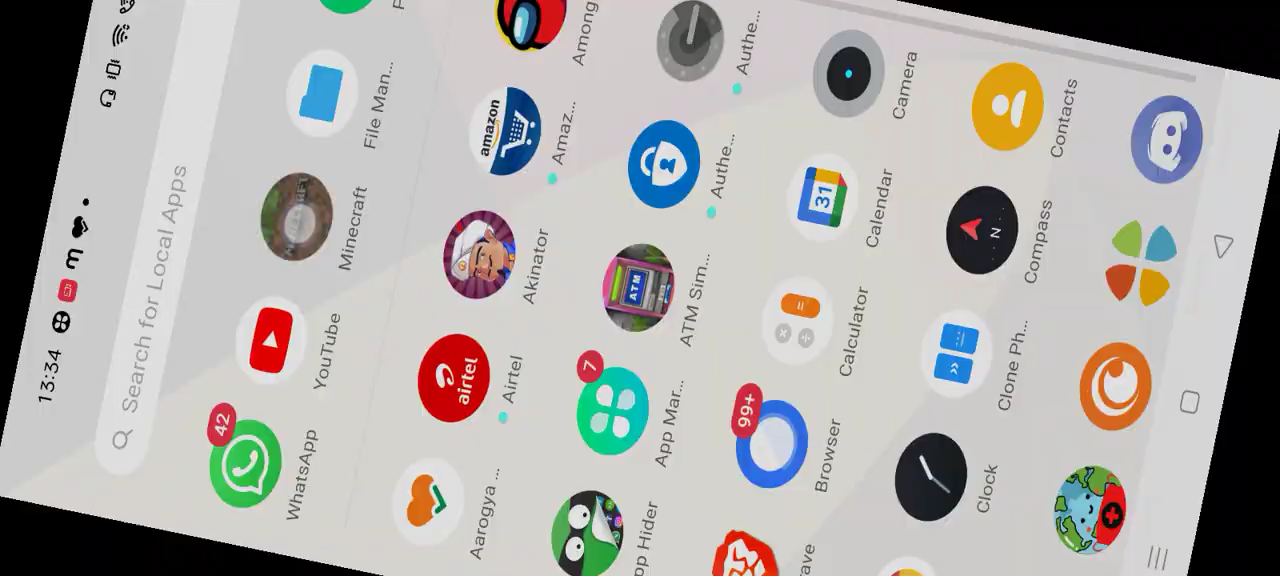 13:34
Search for Local Apps
42
WhatsApp
YouTube
Minecraft
File Man...
Aarogya ...
airtel
Airtel
Akinator
amazon
Amaz...
Among
pp Hider
7
App Mar...
ATM
ATM Sim...
Authe...
Authe...
rave
99+
Browser
Calculator
31
Calendar
Camera
Clock
Clone Ph...
N
Compass
Contacts